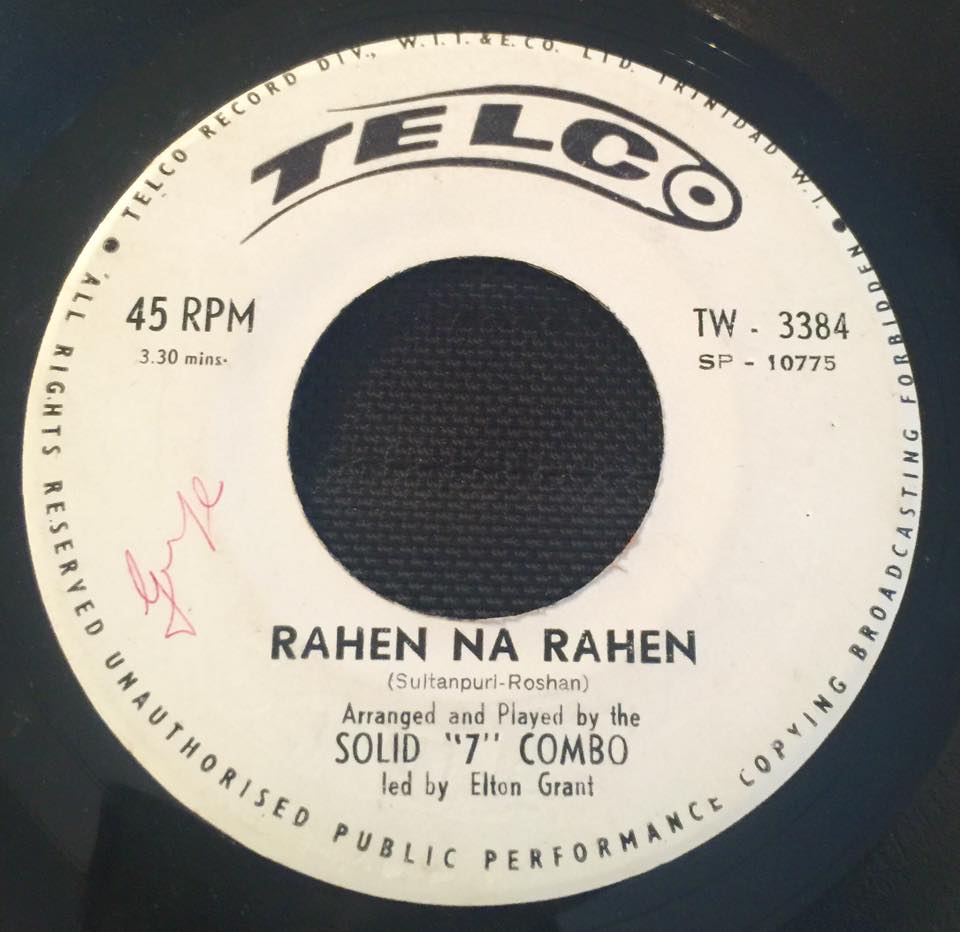 TELCO RECORD DIV., W.I.T. & E. CO. LTD. TRINIDAD W.I.
TELCO
45 RPM
3.30 mins.
TW - 3384
SP - 10775
RAHEN NA RAHEN
(Sultanpuri-Roshan)
Arranged and Played by the
SOLID "7" COMBO
led by Elton Grant
ALL RIGHTS RESERVED UNAUTHORISED PUBLIC PERFORMANCE COPYING BROADCASTING FORBIDDEN